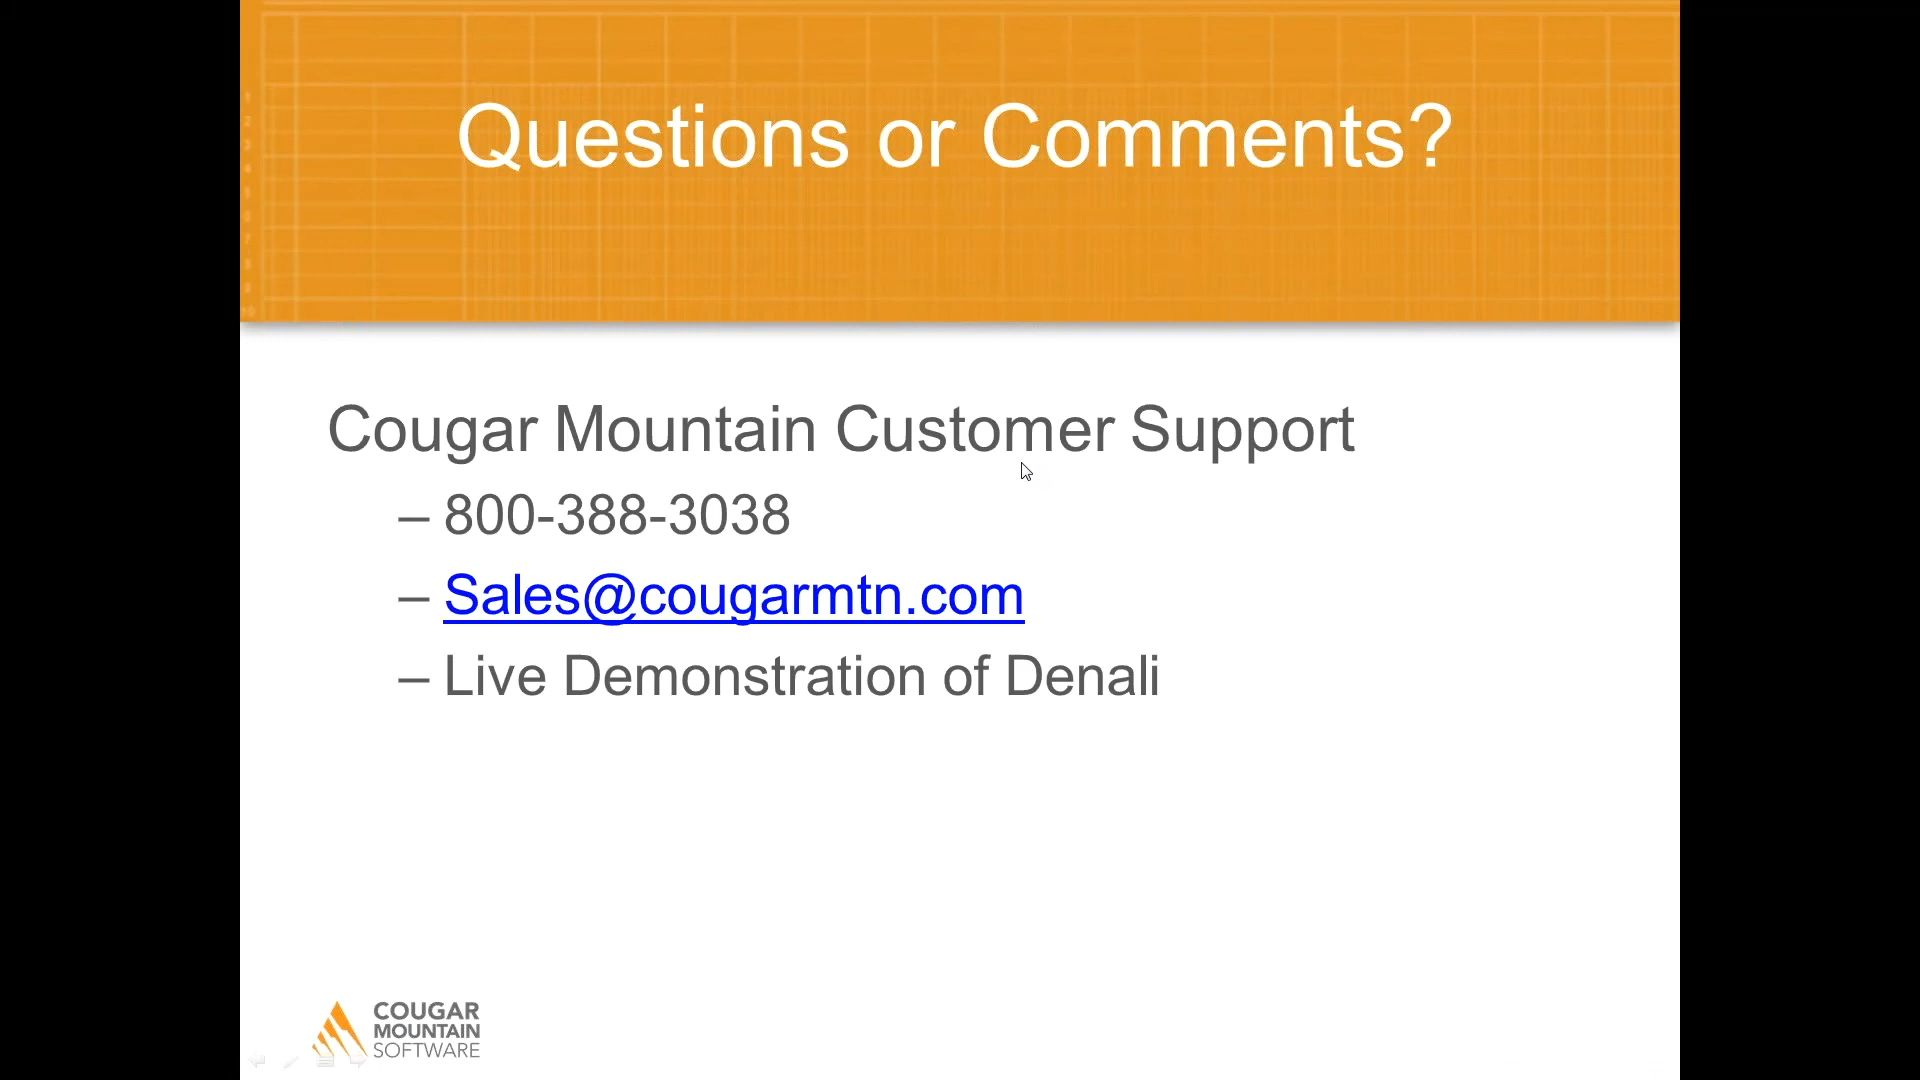 Questions or Comments?
Cougar Mountain Customer Support
– 800-388-3038
– Sales@cougarmtn.com
– Live Demonstration of Denali
COUGAR
MOUNTAIN
SOFTWARE